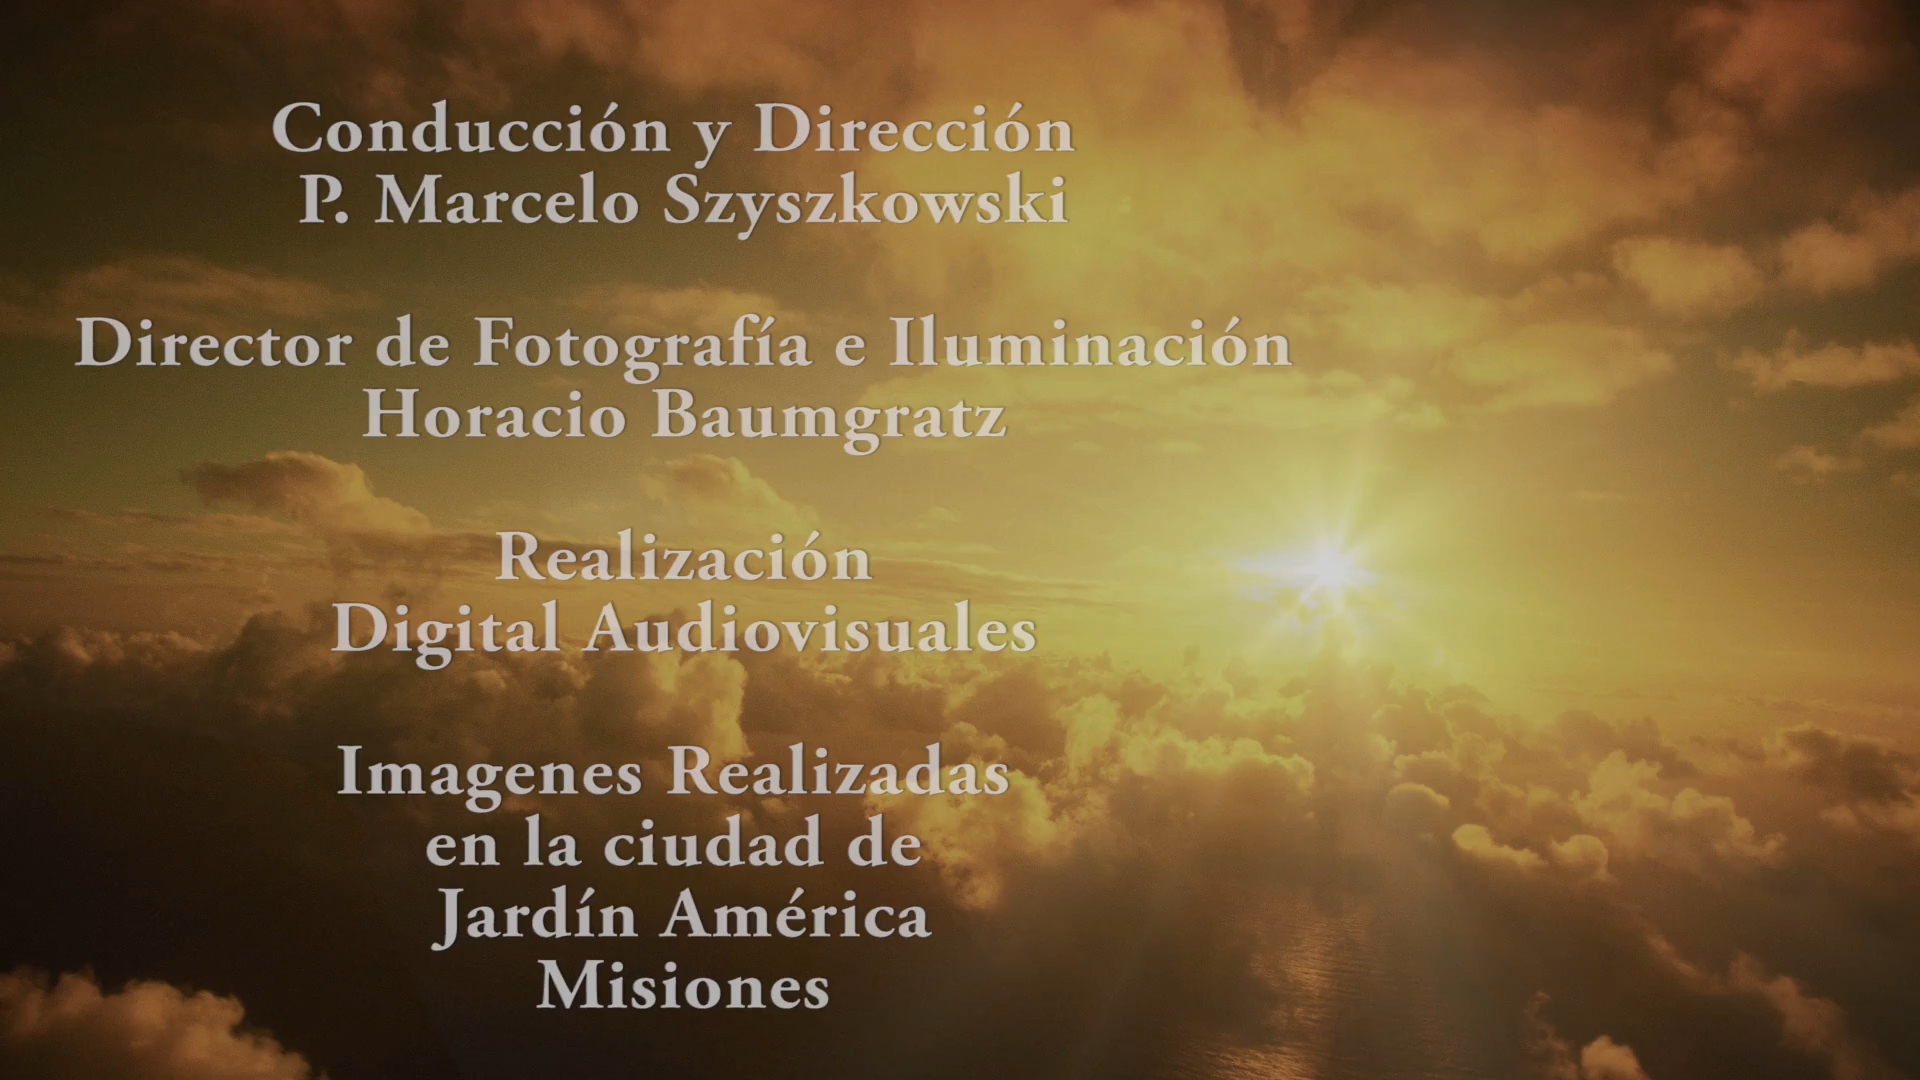 Conducción y Dirección
P. Marcelo Szyszkowski
Director de Fotografía e Iluminación
Horacio Baumgratz
Realización
Digital Audiovisuales
Imagenes Realizadas
en la ciudad de
Jardín América
Misiones